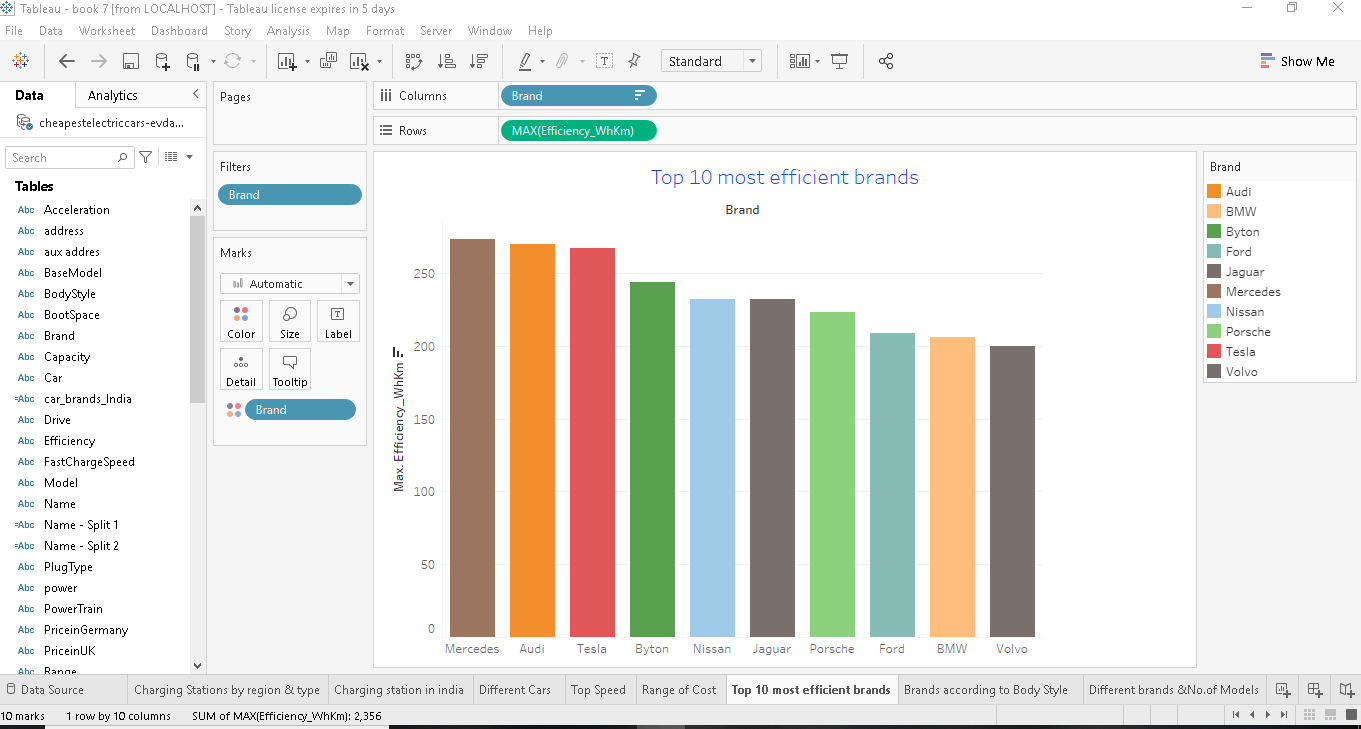 Tableau - book 7 [from LOCALHOST] - Tableau license expires in 5 days
File Data Worksheet Dashboard Story Analysis Map Format Server Window Help
Standard
Show Me
Data Analytics
cheapestelectriccars-evda...
Search
Tables
Abc Acceleration
Abc address
Abc aux addres
Abc BaseModel
Abc BodyStyle
Abc BootSpace
Abc Brand
Abc Capacity
Abc Car
=Abc car_brands_India
Abc Drive
Abc Efficiency
Abc FastChargeSpeed
Abc Model
Abc Name
=Abc Name - Split 1
=Abc Name - Split 2
Abc PlugType
Abc power
Abc PowerTrain
Abc PriceinGermany
Abc PriceinUK
Abc Range
Pages
Filters
Brand
Marks
Automatic
Color Size Label
Detail Tooltip
Brand
Columns Brand
Rows MAX(Efficiency_WhKm)
Top 10 most efficient brands
Brand
Max. Efficiency_WhKm
250
200
150
100
50
0
Mercedes Audi Tesla Byton Nissan Jaguar Porsche Ford BMW Volvo
Brand
Audi
BMW
Byton
Ford
Jaguar
Mercedes
Nissan
Porsche
Tesla
Volvo
Data Source Charging Stations by region & type Charging station in india Different Cars Top Speed Range of Cost Top 10 most efficient brands Brands according to Body Style Different brands &No.of Models
10 marks 1 row by 10 columns SUM of MAX(Efficiency_WhKm): 2,356